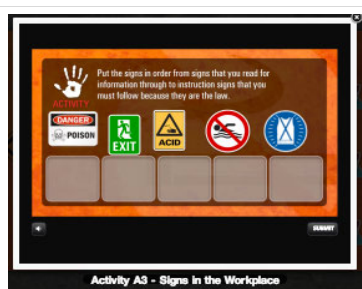 Put the signs in order from signs that you read for
information through to instruction signs that you
must follow because they are the law.
ACTIVITY
DANGER
POISON
EXIT
ACID
SUBMIT
Activity A3 - Signs in the Workplace